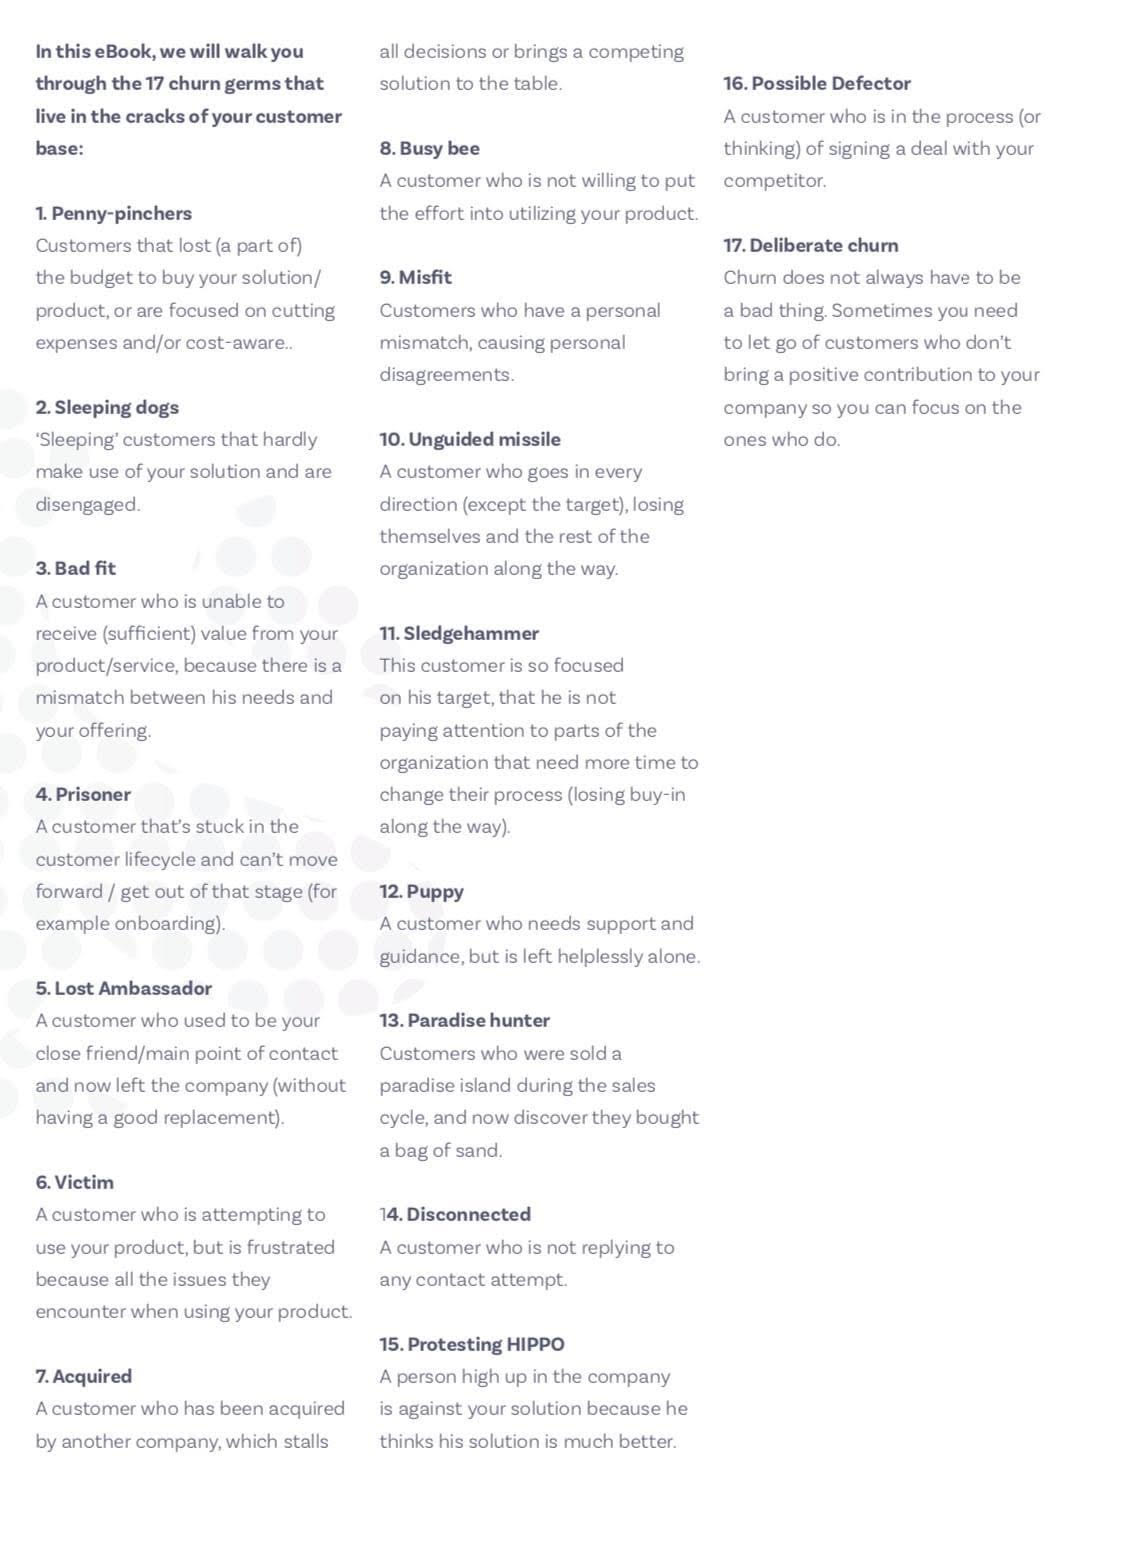 In this eBook, we will walk you
through the 17 churn germs that
live in the cracks of your customer
base:
1. Penny-pinchers
Customers that lost (a part of)
the budget to buy your solution/
product, or are focused on cutting
expenses and/or cost-aware..
2. Sleeping dogs
‘Sleeping’ customers that hardly
make use of your solution and are
disengaged.
3. Bad fit
A customer who is unable to
receive (sufficient) value from your
product/service, because there is a
mismatch between his needs and
your offering.
4. Prisoner
A customer that’s stuck in the
customer lifecycle and can’t move
forward / get out of that stage (for
example onboarding).
5. Lost Ambassador
A customer who used to be your
close friend/main point of contact
and now left the company (without
having a good replacement).
6. Victim
A customer who is attempting to
use your product, but is frustrated
because all the issues they
encounter when using your product.
7. Acquired
A customer who has been acquired
by another company, which stalls
all decisions or brings a competing
solution to the table.
8. Busy bee
A customer who is not willing to put
the effort into utilizing your product.
9. Misfit
Customers who have a personal
mismatch, causing personal
disagreements.
10. Unguided missile
A customer who goes in every
direction (except the target), losing
themselves and the rest of the
organization along the way.
11. Sledgehammer
This customer is so focused
on his target, that he is not
paying attention to parts of the
organization that need more time to
change their process (losing buy-in
along the way).
12. Puppy
A customer who needs support and
guidance, but is left helplessly alone.
13. Paradise hunter
Customers who were sold a
paradise island during the sales
cycle, and now discover they bought
a bag of sand.
14. Disconnected
A customer who is not replying to
any contact attempt.
15. Protesting HIPPO
A person high up in the company
is against your solution because he
thinks his solution is much better.
16. Possible Defector
A customer who is in the process (or
thinking) of signing a deal with your
competitor.
17. Deliberate churn
Churn does not always have to be
a bad thing. Sometimes you need
to let go of customers who don’t
bring a positive contribution to your
company so you can focus on the
ones who do.